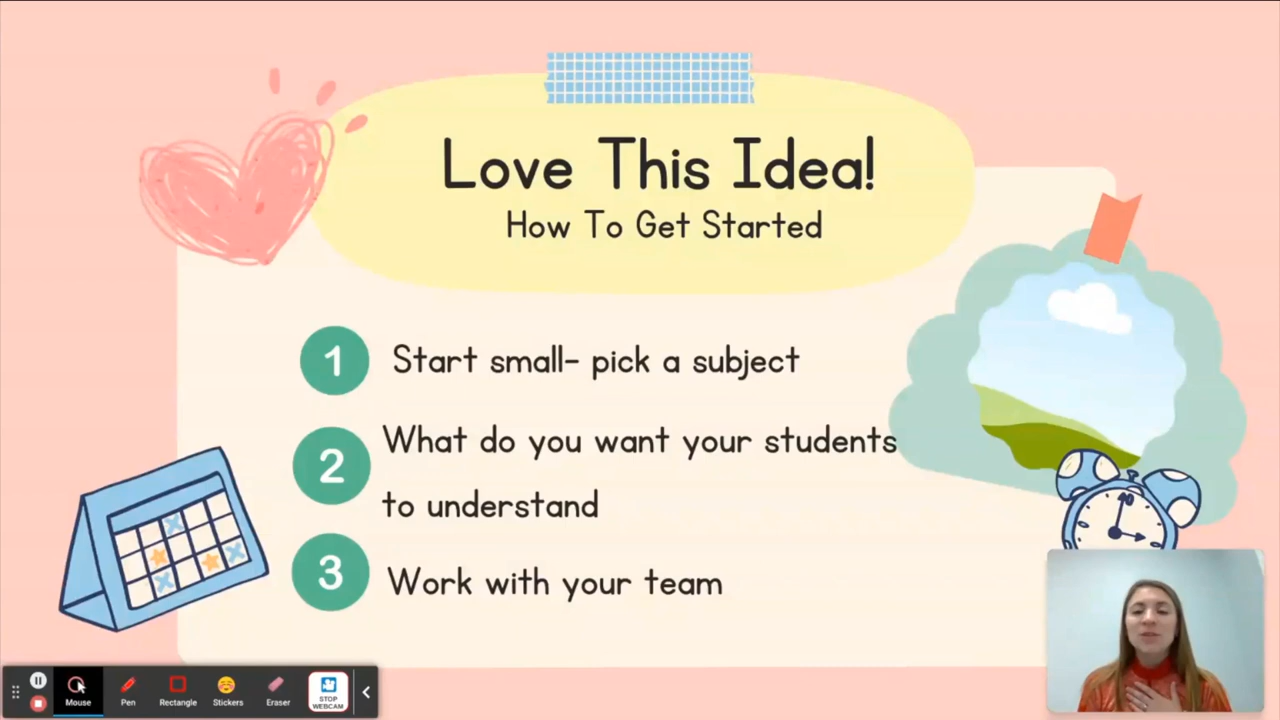 Love This Idea!
How To Get Started
1 Start small- pick a subject
2 What do you want your students
to understand
3 Work with your team
Mouse Pen Rectangle Stickers Eraser STOP
WEBCAM